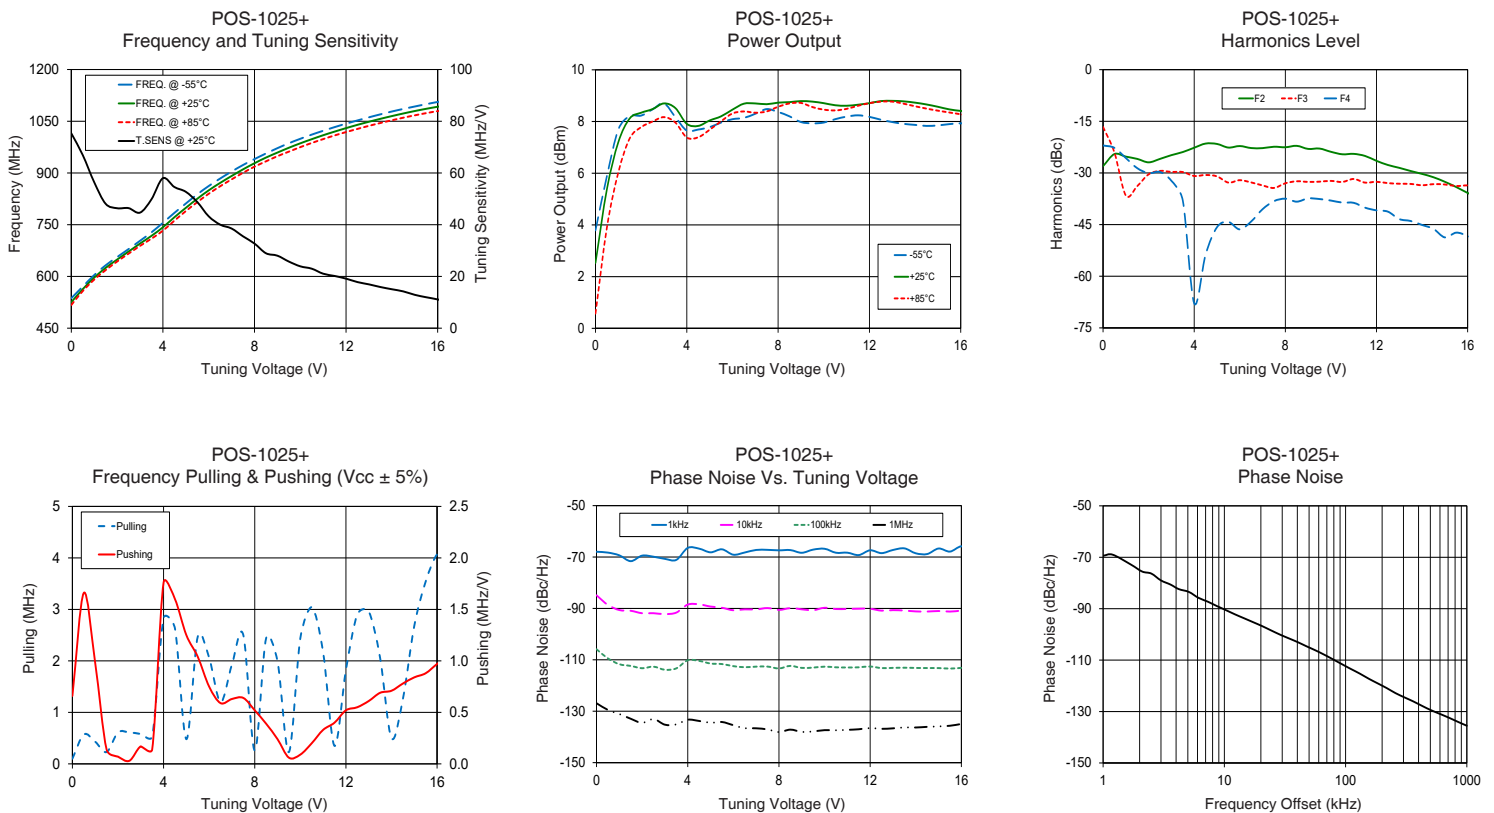 POS-1025+
Frequency and Tuning Sensitivity
1200
1050
900
750
600
450
Frequency (MHz)
100
80
60
40
20
0
Tuning Sensitivity (MHz/V)
FREQ. @ -55°C
FREQ. @ +25°C
FREQ. @ +85°C
T.SENS @ +25°C
0 4 8 12 16
Tuning Voltage (V)
POS-1025+
Power Output
10
8
6
4
2
0
Power Output (dBm)
-55°C
+25°C
+85°C
0 4 8 12 16
Tuning Voltage (V)
POS-1025+
Harmonics Level
0
-15
-30
-45
-60
-75
Harmonics (dBc)
F2 F3 F4
0 4 8 12 16
Tuning Voltage (V)
POS-1025+
Frequency Pulling & Pushing (Vcc ± 5%)
5
4
3
2
1
0
Pulling (MHz)
2.5
2.0
1.5
1.0
0.5
0.0
Pushing (MHz/V)
Pulling
Pushing
0 4 8 12 16
Tuning Voltage (V)
POS-1025+
Phase Noise Vs. Tuning Voltage
-50
-70
-90
-110
-130
-150
Phase Noise (dBc/Hz)
1kHz 10kHz 100kHz 1MHz
0 4 8 12 16
Tuning Voltage (V)
POS-1025+
Phase Noise
-50
-70
-90
-110
-130
-150
Phase Noise (dBc/Hz)
1 10 100 1000
Frequency Offset (kHz)